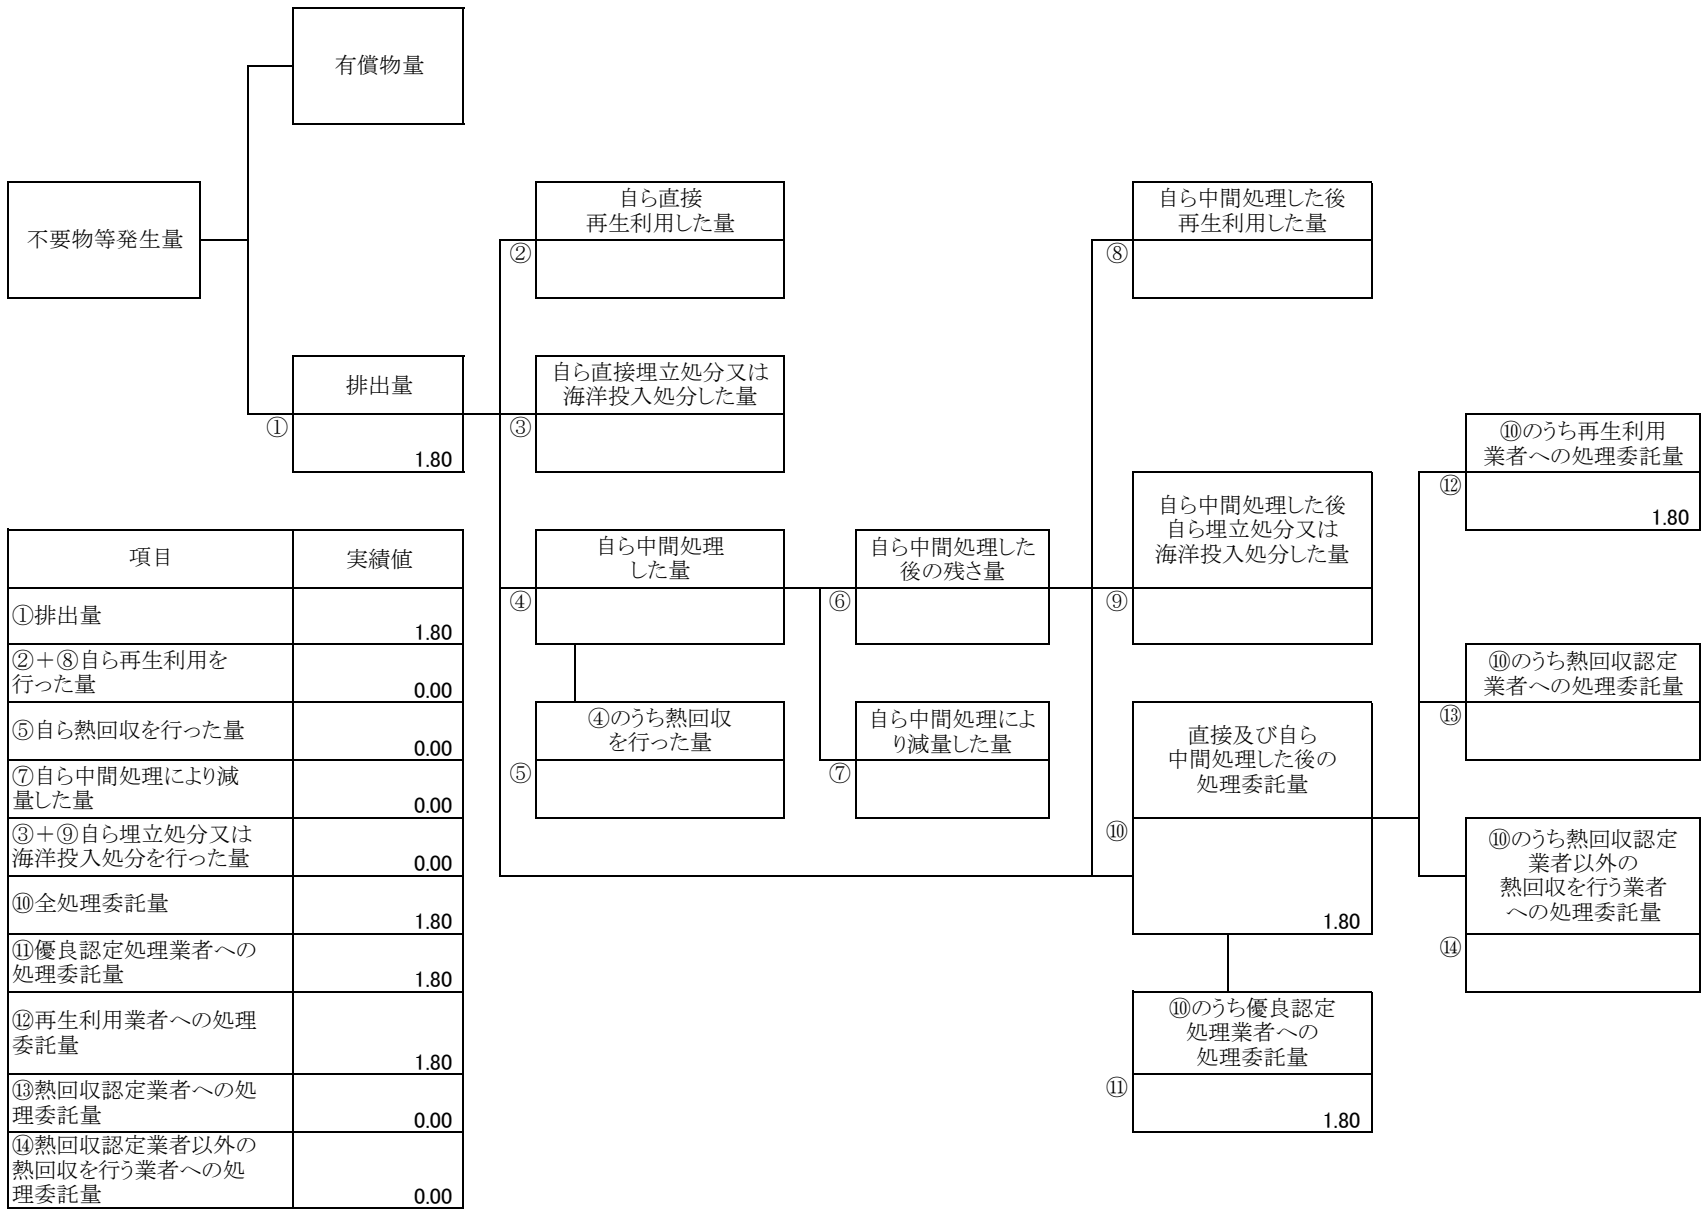 有償物量
不要物等発生量
自ら直接
再生利用した量
②
自ら中間処理した後
再生利用した量
⑧
排出量
①
1.80
自ら直接埋立処分又は
海洋投入処分した量
③
⑩のうち再生利用
業者への処理委託量
⑫
1.80
自ら中間処理した後
自ら埋立処分又は
海洋投入処分した量
⑨
自ら中間処理
した量
④
自ら中間処理した
後の残さ量
⑥
⑩のうち熱回収認定
業者への処理委託量
⑬
④のうち熱回収
を行った量
⑤
自ら中間処理によ
り減量した量
⑦
直接及び自ら
中間処理した後の
処理委託量
⑩
1.80
⑩のうち熱回収認定
業者以外の
熱回収を行う業者
への処理委託量
⑭
⑩のうち優良認定
処理業者への
処理委託量
⑪
1.80
項目 実績値
①排出量
1.80
②＋⑧自ら再生利用を
行った量
0.00
⑤自ら熱回収を行った量
0.00
⑦自ら中間処理により減
量した量
0.00
③＋⑨自ら埋立処分又は
海洋投入処分を行った量
0.00
⑩全処理委託量
1.80
⑪優良認定処理業者への
処理委託量
1.80
⑫再生利用業者への処理
委託量
1.80
⑬熱回収認定業者への処
理委託量
0.00
⑭熱回収認定業者以外の
熱回収を行う業者への処
理委託量
0.00